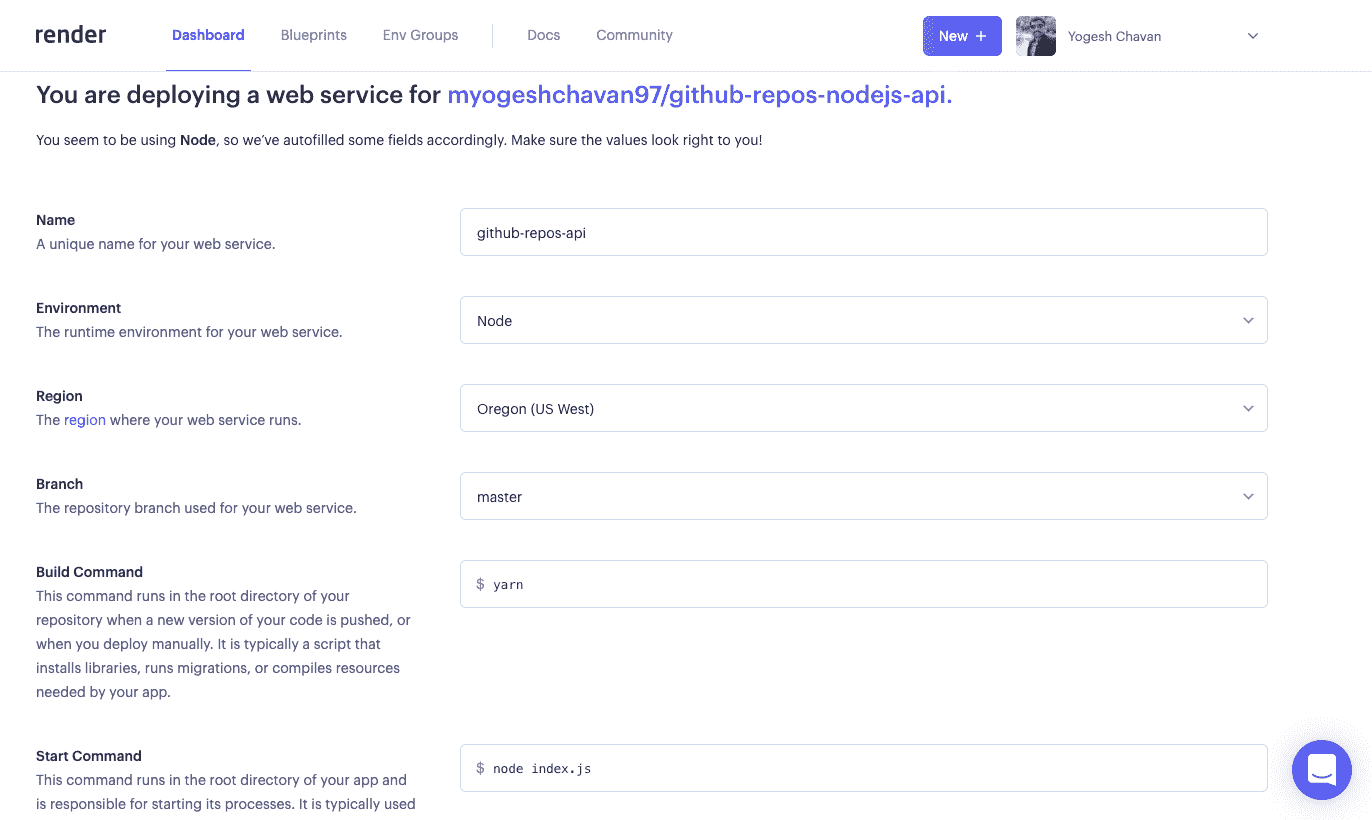 render Dashboard Blueprints Env Groups Docs Community New + Yogesh Chavan
You are deploying a web service for myogeshchavan97/github-repos-nodejs-api.
You seem to be using Node, so we’ve autofilled some fields accordingly. Make sure the values look right to you!
Name
A unique name for your web service.
github-repos-api
Environment
The runtime environment for your web service.
Node
Region
The region where your web service runs.
Oregon (US West)
Branch
The repository branch used for your web service.
master
Build Command
This command runs in the root directory of your
repository when a new version of your code is pushed, or
when you deploy manually. It is typically a script that
installs libraries, runs migrations, or compiles resources
needed by your app.
$ yarn
Start Command
This command runs in the root directory of your app and
is responsible for starting its processes. It is typically used
$ node index.js